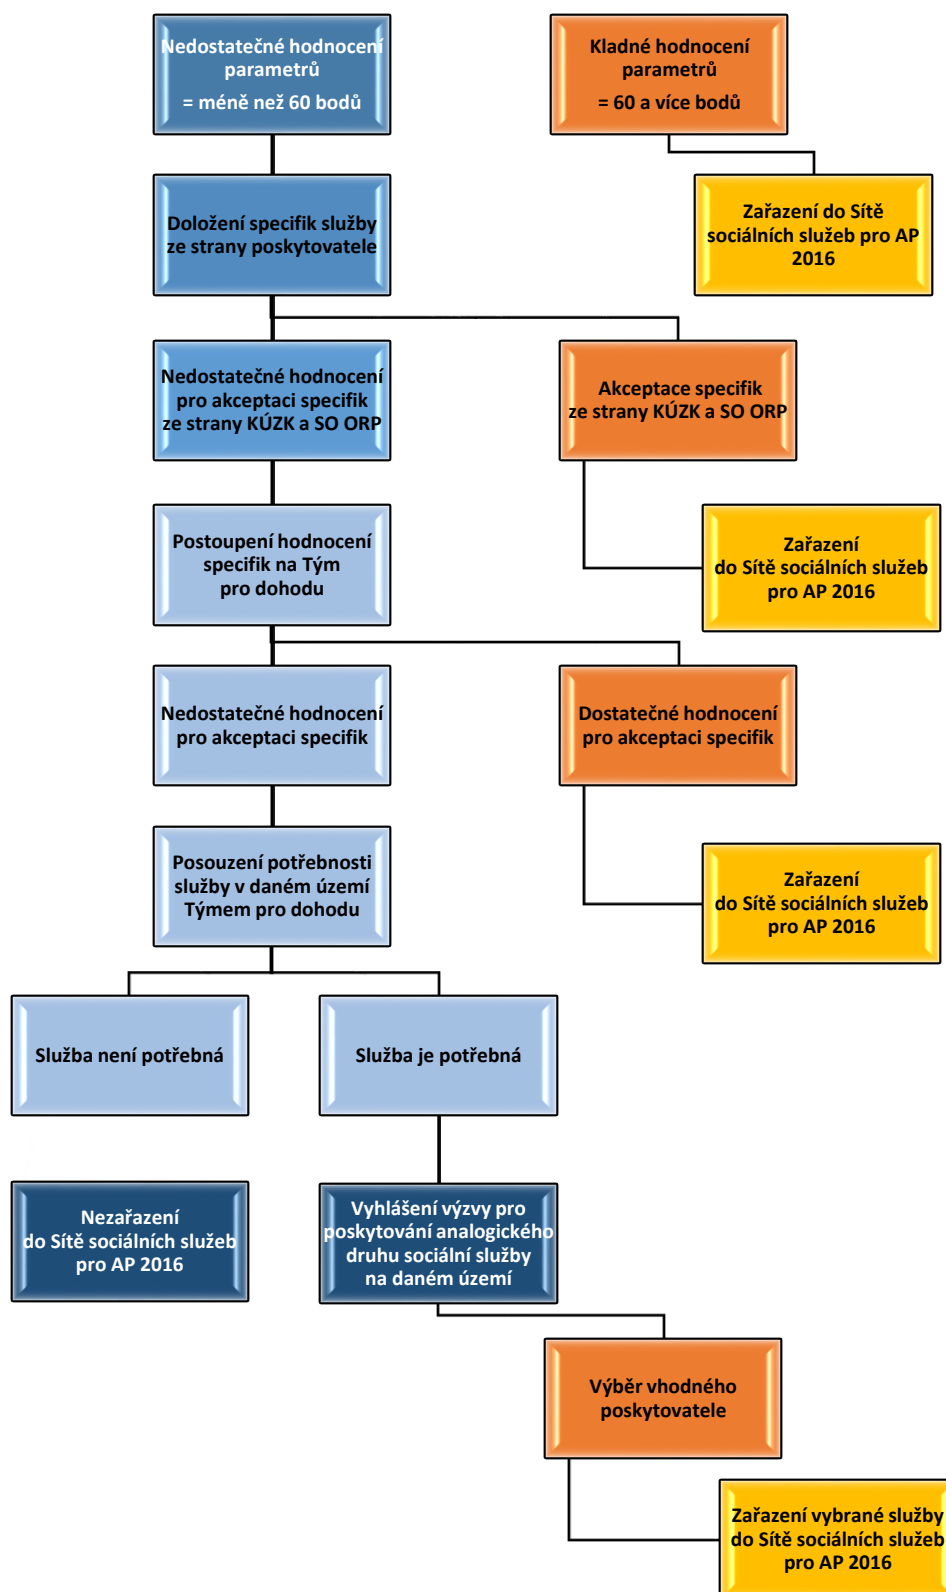 Nedostatečné hodnocení
parametrů
= méně než 60 bodů
Kladné hodnocení
parametrů
= 60 a více bodů
Doložení specifik služby
ze strany poskytovatele
Zařazení do Sítě
sociálních služeb pro AP
2016
Nedostatečné hodnocení
pro akceptaci specifik
ze strany KÚZK a SO ORP
Akceptace specifik
ze strany KÚZK a SO ORP
Postoupení hodnocení
specifik na Tým
pro dohodu
Zařazení
do Sítě sociálních služeb
pro AP 2016
Nedostatečné hodnocení
pro akceptaci specifik
Dostatečné hodnocení
pro akceptaci specifik
Posouzení potřebnosti
služby v daném území
Týmem pro dohodu
Zařazení
do Sítě sociálních služeb
pro AP 2016
Služba není potřebná
Služba je potřebná
Nezařazení
do Sítě sociálních služeb
pro AP 2016
Vyhlášení výzvy pro
poskytování analogického
druhu sociální služby
na daném území
Výběr vhodného
poskytovatele
Zařazení vybrané služby
do Sítě sociálních služeb
pro AP 2016